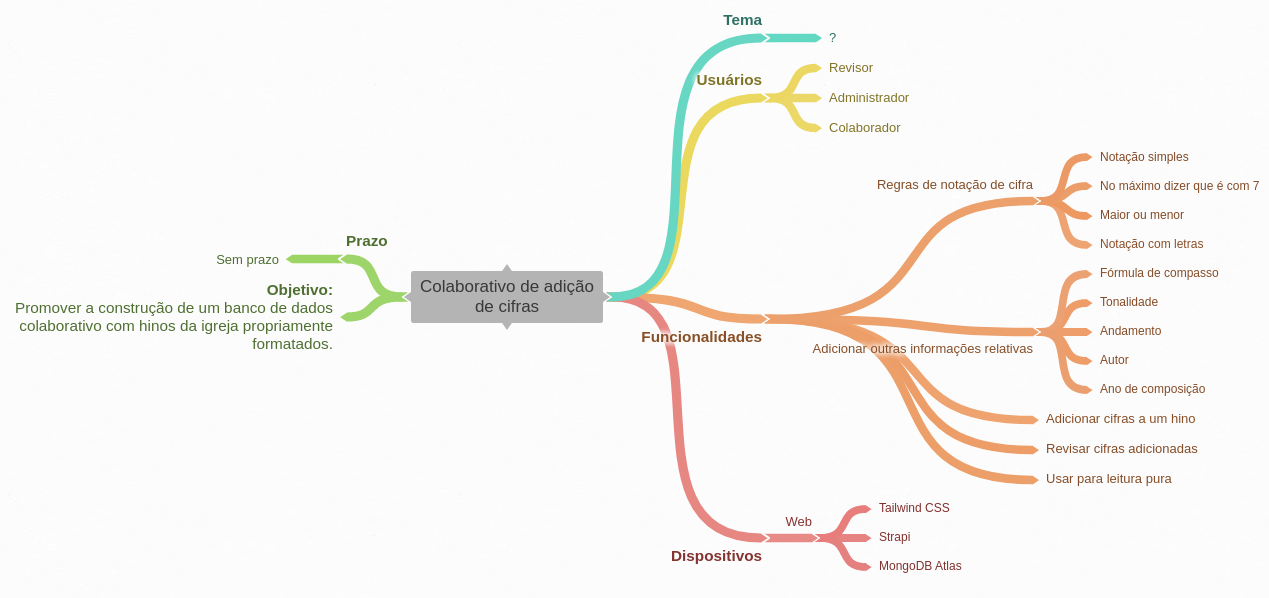 Colaborativo de adição
de cifras
Tema
?
Usuários
Revisor
Administrador
Colaborador
Funcionalidades
Regras de notação de cifra
Notação simples
No máximo dizer que é com 7
Maior ou menor
Notação com letras
Adicionar outras informações relativas
Fórmula de compasso
Tonalidade
Andamento
Autor
Ano de composição
Adicionar cifras a um hino
Revisar cifras adicionadas
Usar para leitura pura
Dispositivos
Web
Tailwind CSS
Strapi
MongoDB Atlas
Prazo
Sem prazo
Objetivo:
Promover a construção de um banco de dados
colaborativo com hinos da igreja propriamente
formatados.